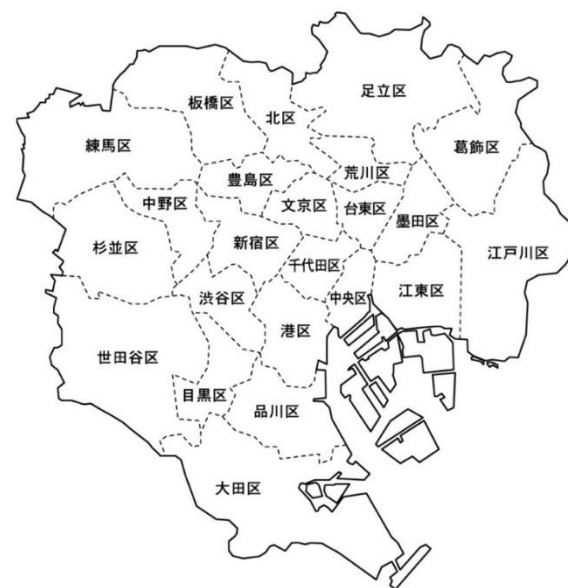 足立区
板橋区
北区
練馬区
葛飾区
荒川区
豊島区
中野区
文京区
台東区
墨田区
杉並区
新宿区
江戸川区
千代田区
渋谷区
中央区
江東区
港区
世田谷区
目黒区
品川区
大田区